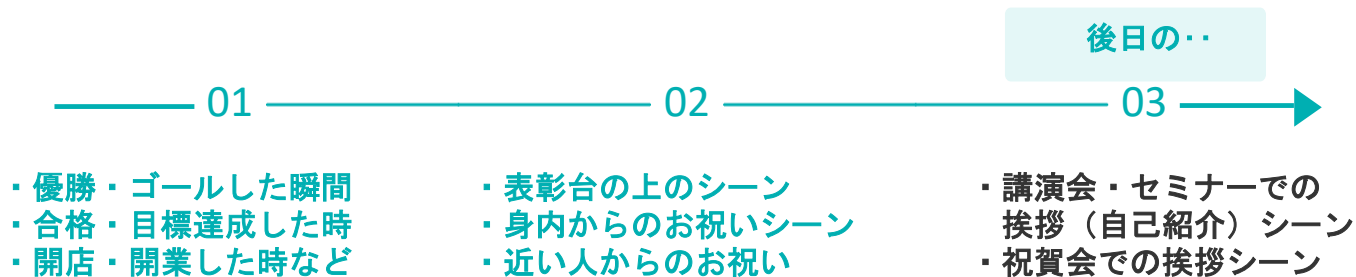 後日の‥
01
02
03
・優勝・ゴールした瞬間
・合格・目標達成した時
・開店・開業した時など
・表彰台の上のシーン
・身内からのお祝いシーン
・近い人からのお祝い
・講演会・セミナーでの
挨拶（自己紹介）シーン
・祝賀会での挨拶シーン